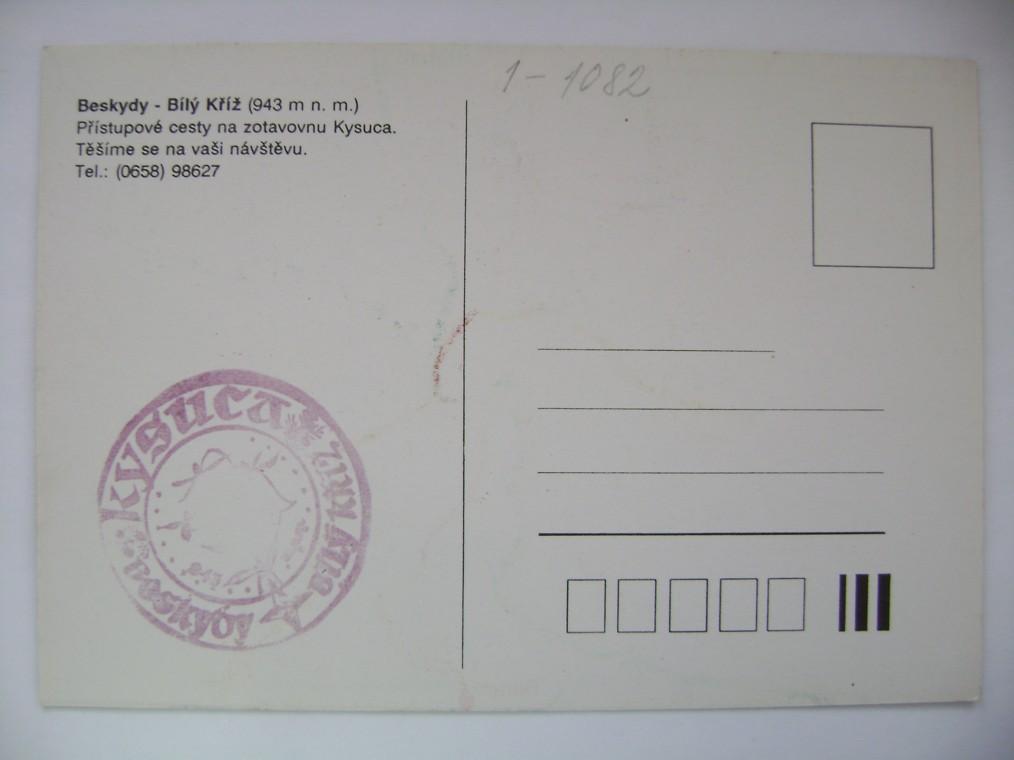 1-1082
Beskydy - Bílý Kříž (943 m n. m.)
Přístupové cesty na zotavovnu Kysuca.
Těšíme se na vaši návštěvu.
Tel.: (0658) 98627
kysuca
bílý kříž
beskydy